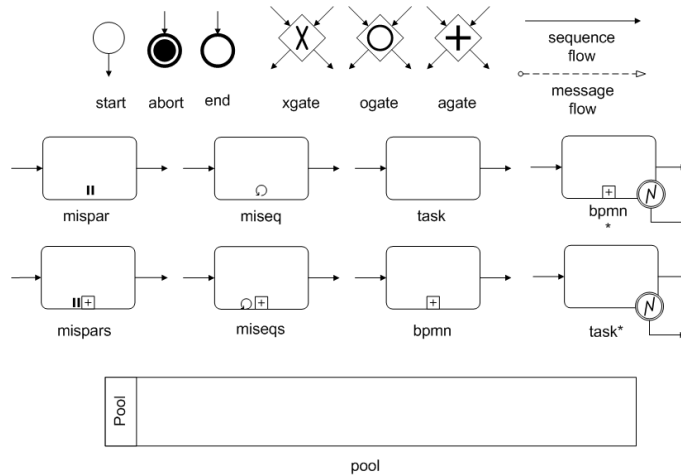 start
abort
end
xgate
ogate
agate
sequence
flow
message
flow
mispar
miseq
task
bpmn
*
mispars
miseqs
bpmn
task*
Pool
pool